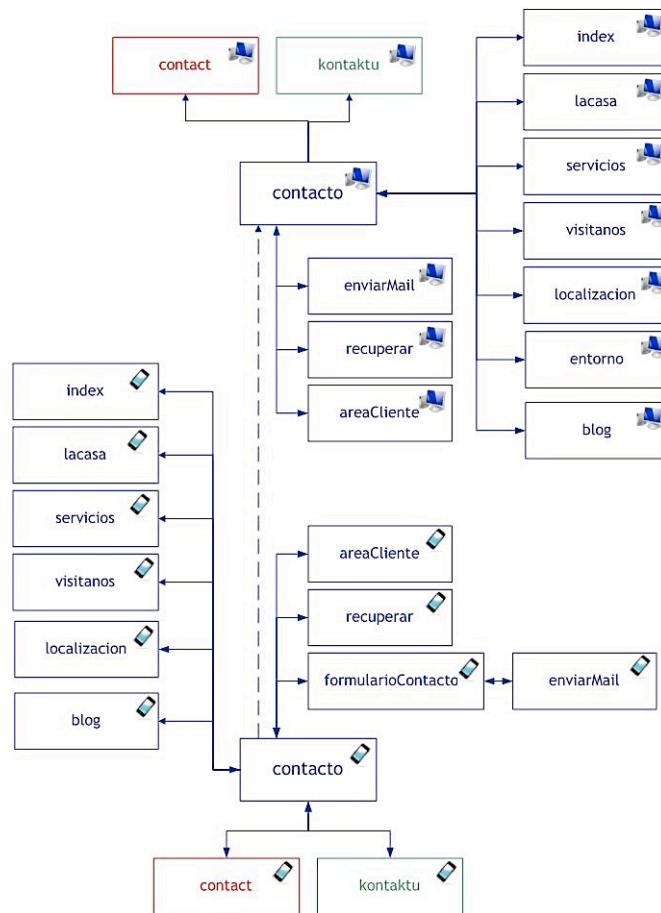 contact
kontaktu
index
lacasa
servicios
visitanos
localizacion
entorno
blog
contacto
enviarMail
recuperar
areaCliente
index
lacasa
servicios
visitanos
localizacion
blog
areaCliente
recuperar
formularioContacto
enviarMail
contacto
contact
kontaktu